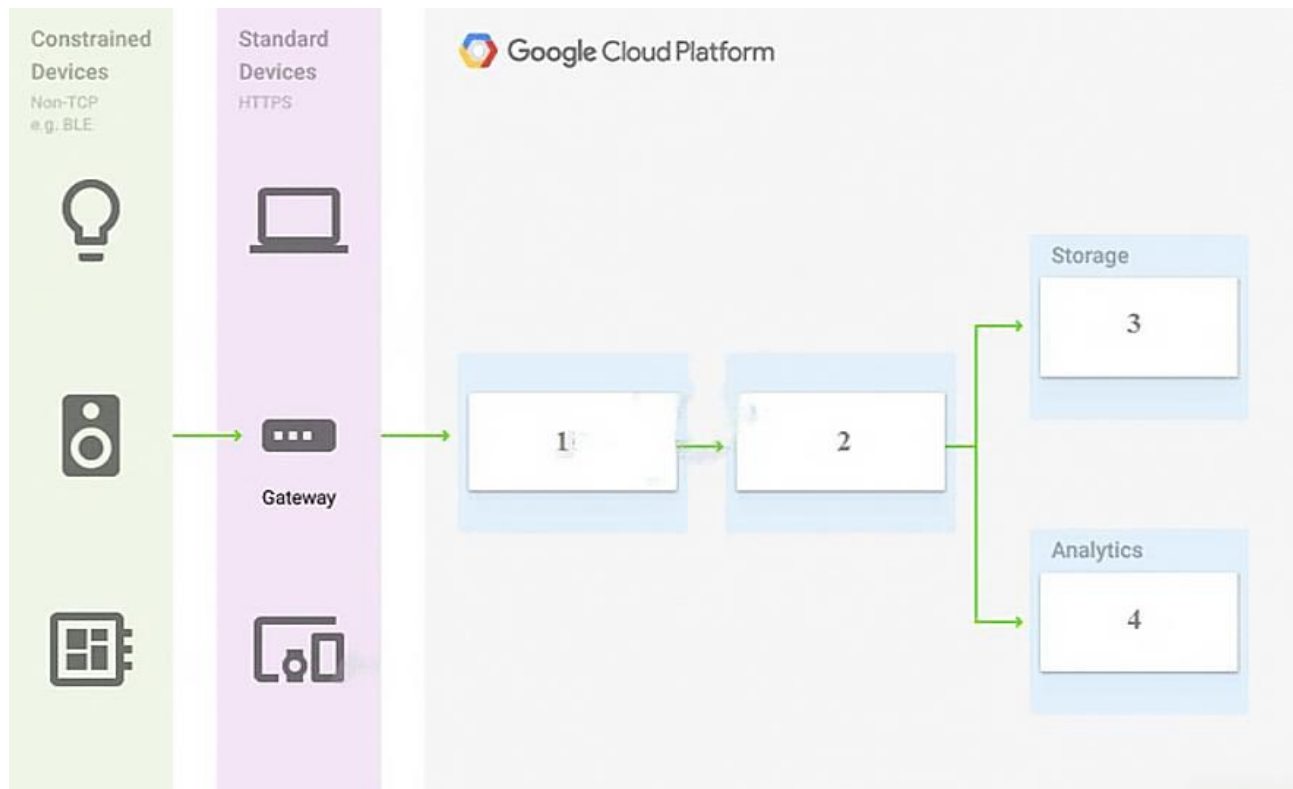 Constrained
Devices
Non-TCP
e.g. BLE
Standard
Devices
HTTPS
Google Cloud Platform
Gateway
1
2
Storage
3
Analytics
4